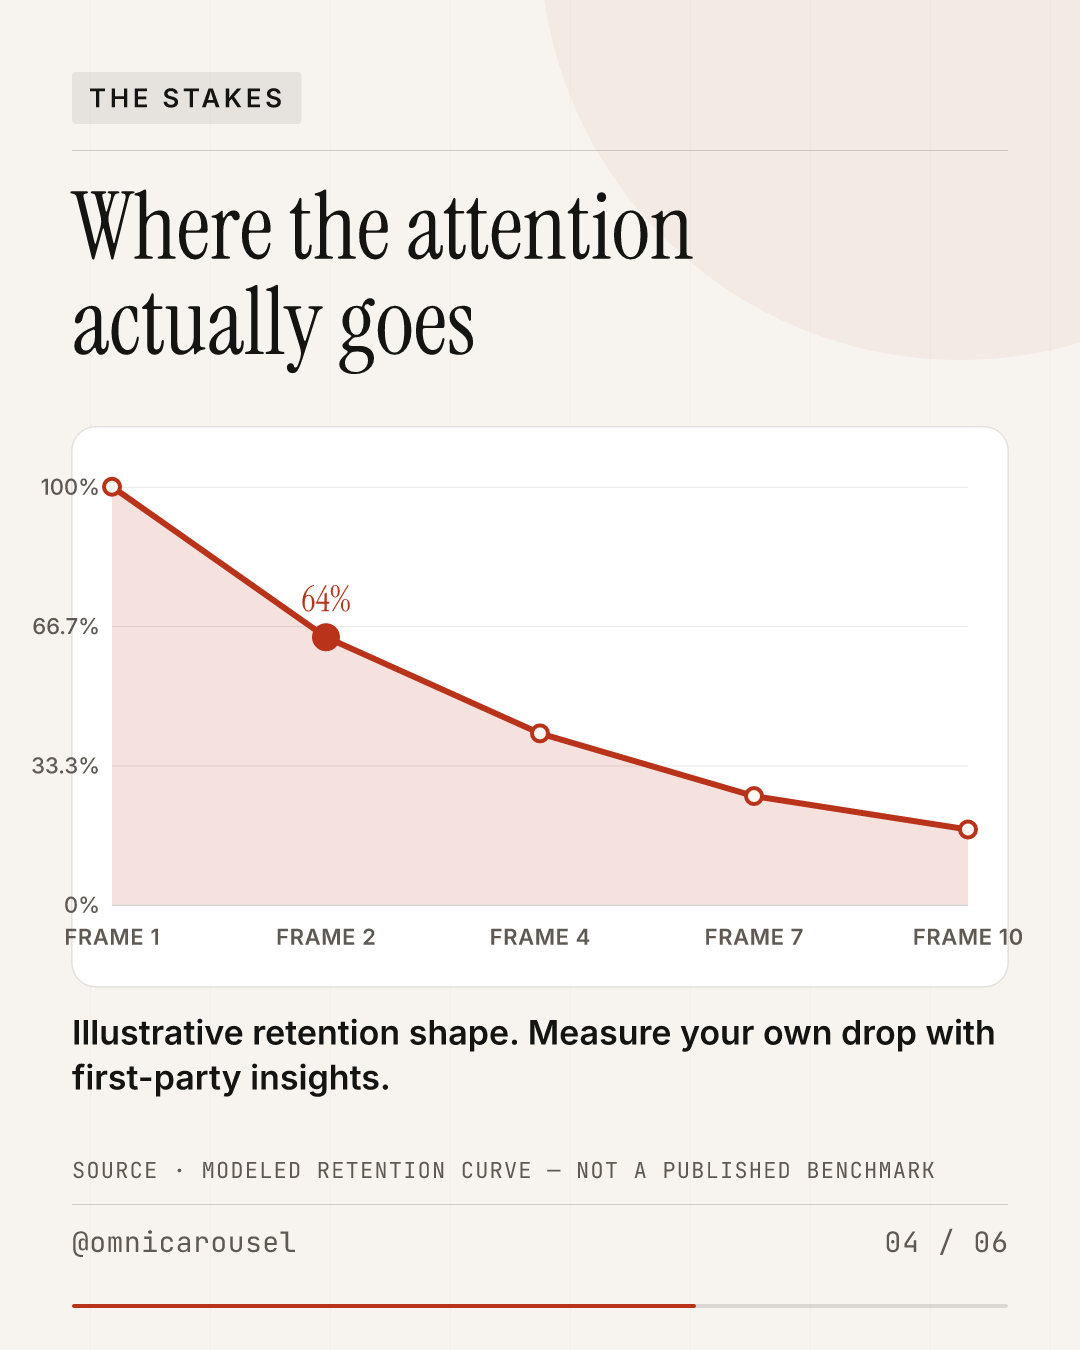 THE STAKES
Where the attention
actually goes
100%
64%
66.7%
33.3%
0%
FRAME 1 FRAME 2 FRAME 4 FRAME 7 FRAME 10
Illustrative retention shape. Measure your own drop with
first-party insights.
SOURCE · MODELED RETENTION CURVE — NOT A PUBLISHED BENCHMARK
@omnicarousel 04 / 06